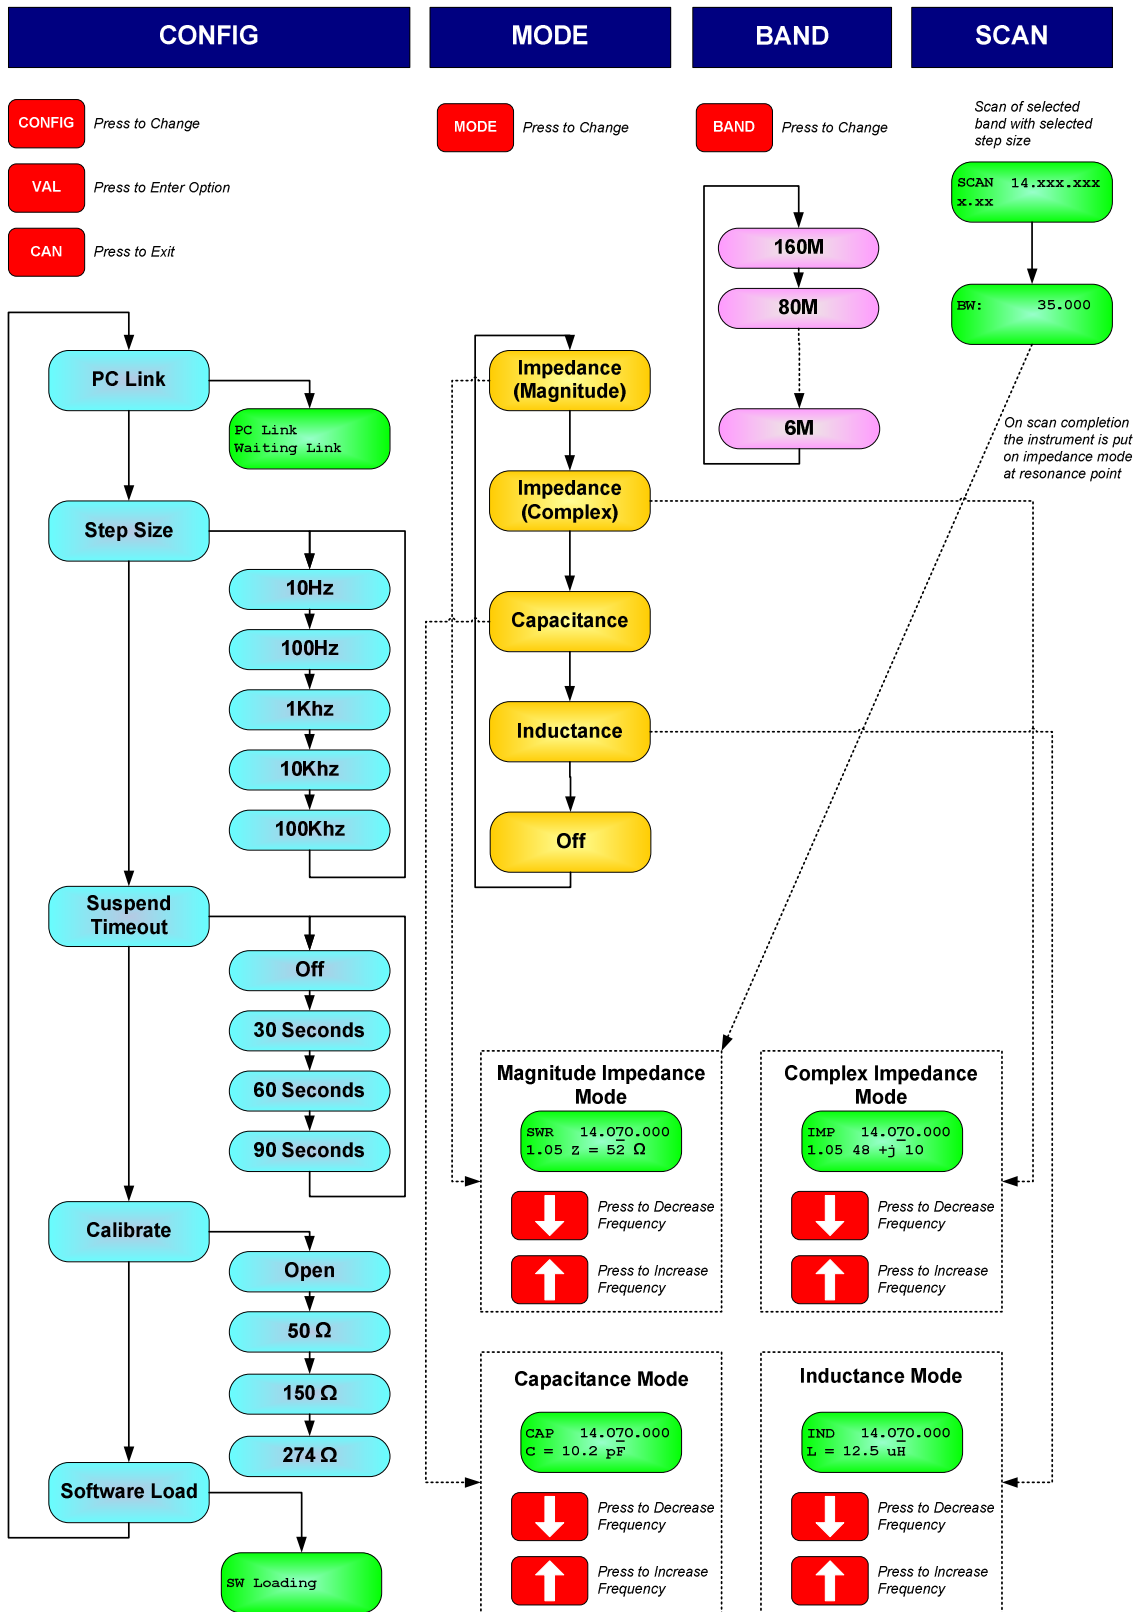 CONFIG
MODE
BAND
SCAN
CONFIG
Press to Change
VAL
Press to Enter Option
CAN
Press to Exit
PC Link
PC Link
Waiting Link
Step Size
10Hz
100Hz
1Khz
10Khz
100Khz
Suspend
Timeout
Off
30 Seconds
60 Seconds
90 Seconds
Calibrate
Open
50 Ω
150 Ω
274 Ω
Software Load
SW Loading
MODE
Press to Change
Impedance
(Magnitude)
Impedance
(Complex)
Capacitance
Inductance
Off
BAND
Press to Change
160M
80M
6M
Scan of selected
band with selected
step size
SCAN 14.xxx.xxx
x.xx
BW: 35.000
On scan completion
the instrument is put
on impedance mode
at resonance point
Magnitude Impedance
Mode
SWR 14.070.000
1.05 Z = 52 Ω
Press to Decrease
Frequency
Press to Increase
Frequency
Complex Impedance
Mode
IMP 14.070.000
1.05 48 +j 10
Press to Decrease
Frequency
Press to Increase
Frequency
Capacitance Mode
CAP 14.070.000
C = 10.2 pF
Press to Decrease
Frequency
Press to Increase
Frequency
Inductance Mode
IND 14.070.000
L = 12.5 uH
Press to Decrease
Frequency
Press to Increase
Frequency